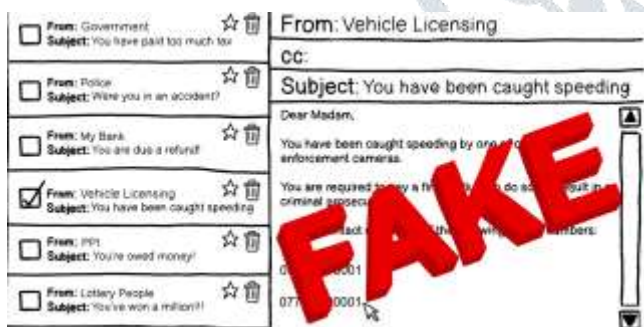 From: Government
Subject: You have paid too much tax
From: Police
Subject: Were you in an accident?
From: My Bank
Subject: You are due a refund!
From: Vehicle Licensing
Subject: You have been caught speeding
From: PPI
Subject: You're owed money!
From: Lottery People
Subject: You've won a million!!
From: Vehicle Licensing
cc:
Subject: You have been caught speeding
Dear Madam,
You have been caught speeding by one of
enforcement cameras.
You are required to pay a
criminal
FAKE